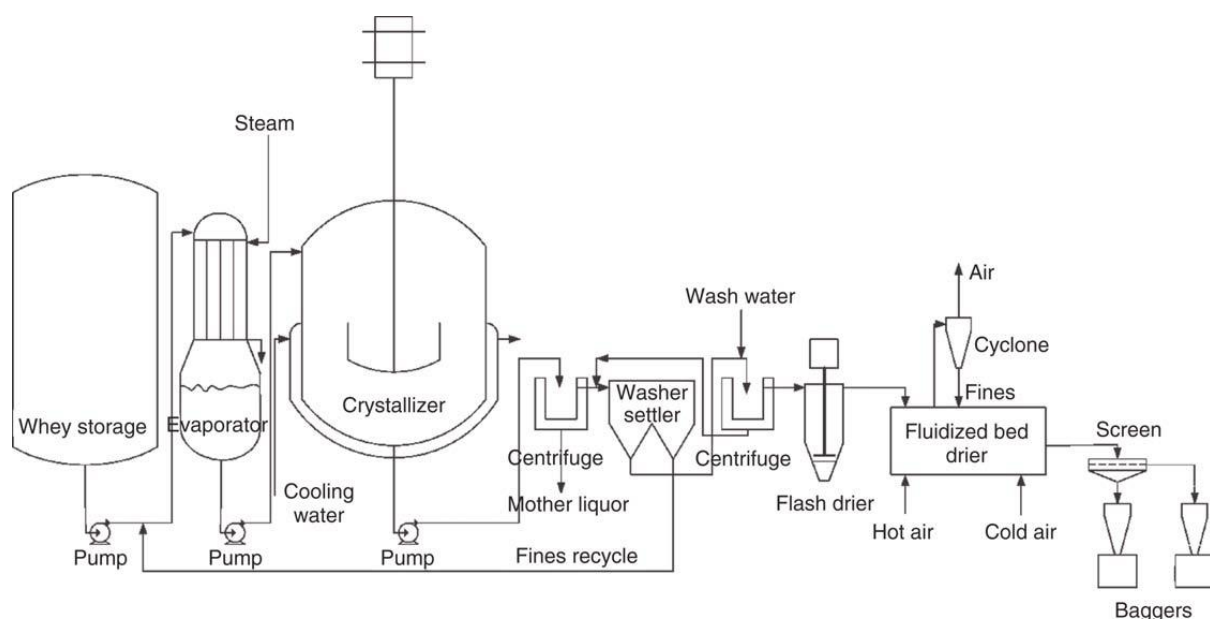 Steam
Whey storage
Evaporator
Crystallizer
Cooling
water
Pump
Pump
Pump
Fines recycle
Centrifuge
Mother liquor
Washer
settler
Wash water
Centrifuge
Flash drier
Air
Cyclone
Fines
Fluidized bed
drier
Hot air
Cold air
Screen
Baggers